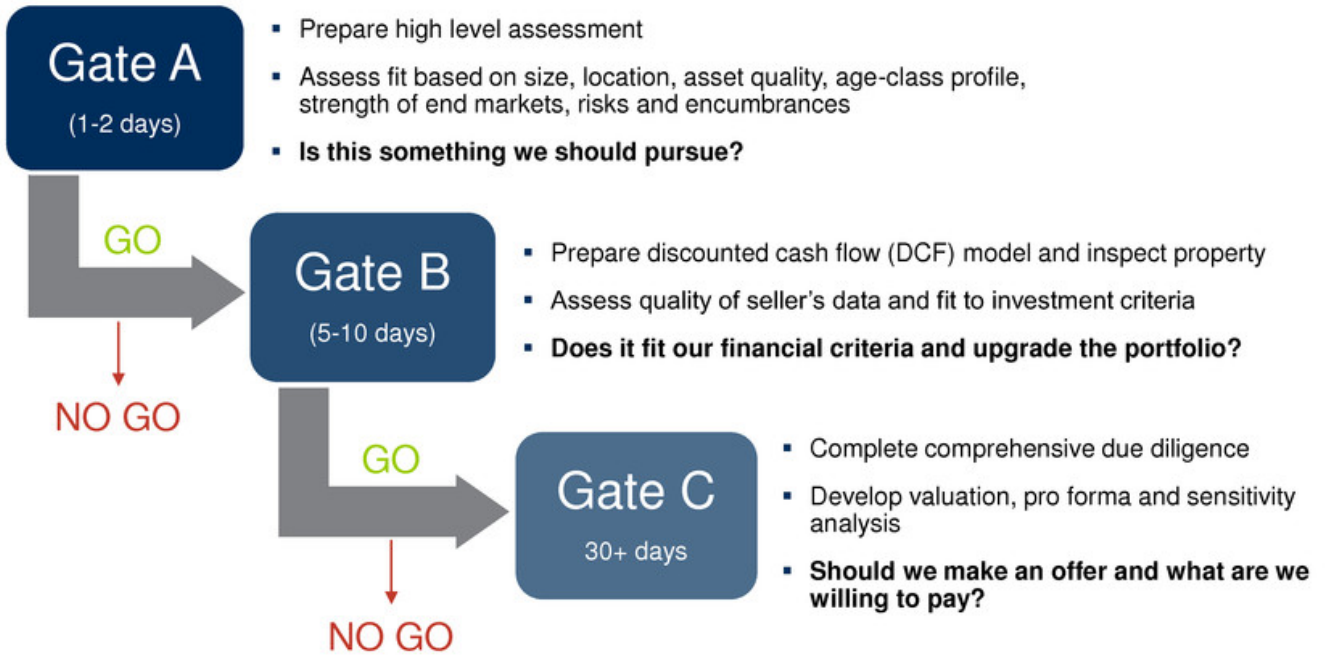 Gate A
(1-2 days)
▪ Prepare high level assessment
▪ Assess fit based on size, location, asset quality, age-class profile,
strength of end markets, risks and encumbrances
▪ Is this something we should pursue?
GO
NO GO
Gate B
(5-10 days)
▪ Prepare discounted cash flow (DCF) model and inspect property
▪ Assess quality of seller’s data and fit to investment criteria
▪ Does it fit our financial criteria and upgrade the portfolio?
GO
NO GO
Gate C
30+ days
▪ Complete comprehensive due diligence
▪ Develop valuation, pro forma and sensitivity
analysis
▪ Should we make an offer and what are we
willing to pay?